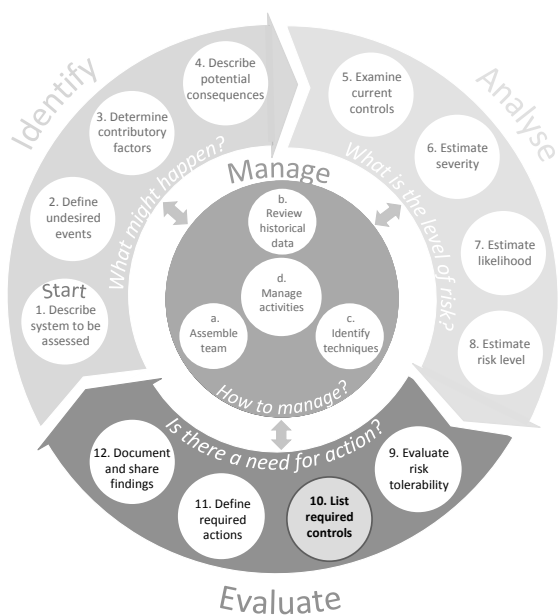 Identify
What might happen?
Start
1. Describe
system to be
assessed
2. Define
undesired
events
3. Determine
contributory
factors
4. Describe
potential
consequences
Analyse
What is the level of risk?
5. Examine
current
controls
6. Estimate
severity
7. Estimate
likelihood
8. Estimate
risk level
Manage
a.
Assemble
team
b.
Review
historical
data
c.
Identify
techniques
d.
Manage
activities
How to manage?
Is there a need for action?
9. Evaluate
risk
tolerability
10. List
required
controls
11. Define
required
actions
12. Document
and share
findings
Evaluate